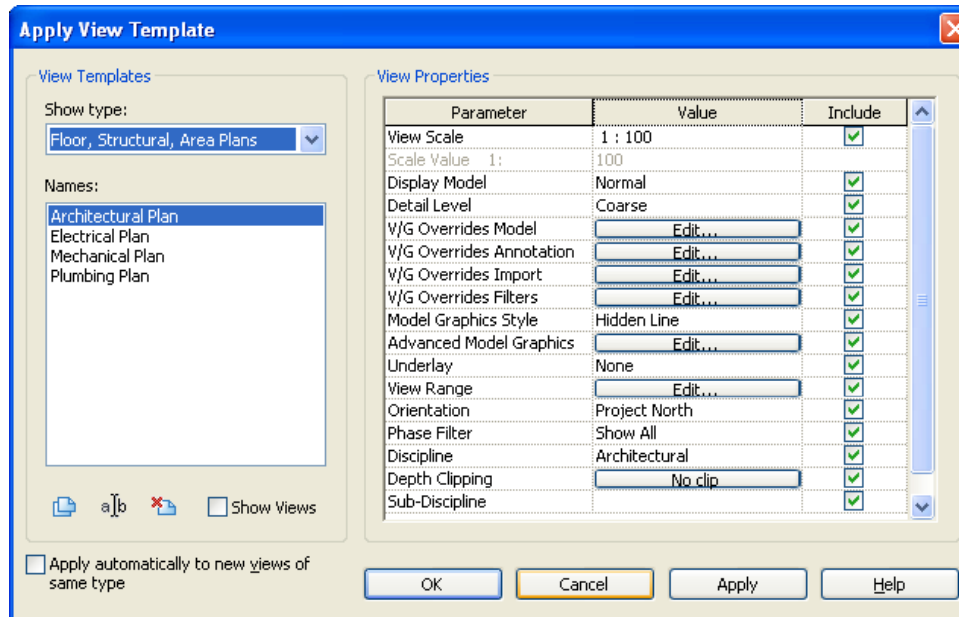 Apply View Template
View Templates
Show type:
Floor, Structural, Area Plans
Names:
Architectural Plan
Electrical Plan
Mechanical Plan
Plumbing Plan
a b
Show Views
Apply automatically to new views of
same type
View Properties
Parameter Value Include
View Scale 1 : 100
Scale Value 1: 100
Display Model Normal
Detail Level Coarse
V/G Overrides Model Edit...
V/G Overrides Annotation Edit...
V/G Overrides Import Edit...
V/G Overrides Filters Edit...
Model Graphics Style Hidden Line
Advanced Model Graphics Edit...
Underlay None
View Range Edit...
Orientation Project North
Phase Filter Show All
Discipline Architectural
Depth Clipping No clip
Sub-Discipline
OK Cancel Apply Help